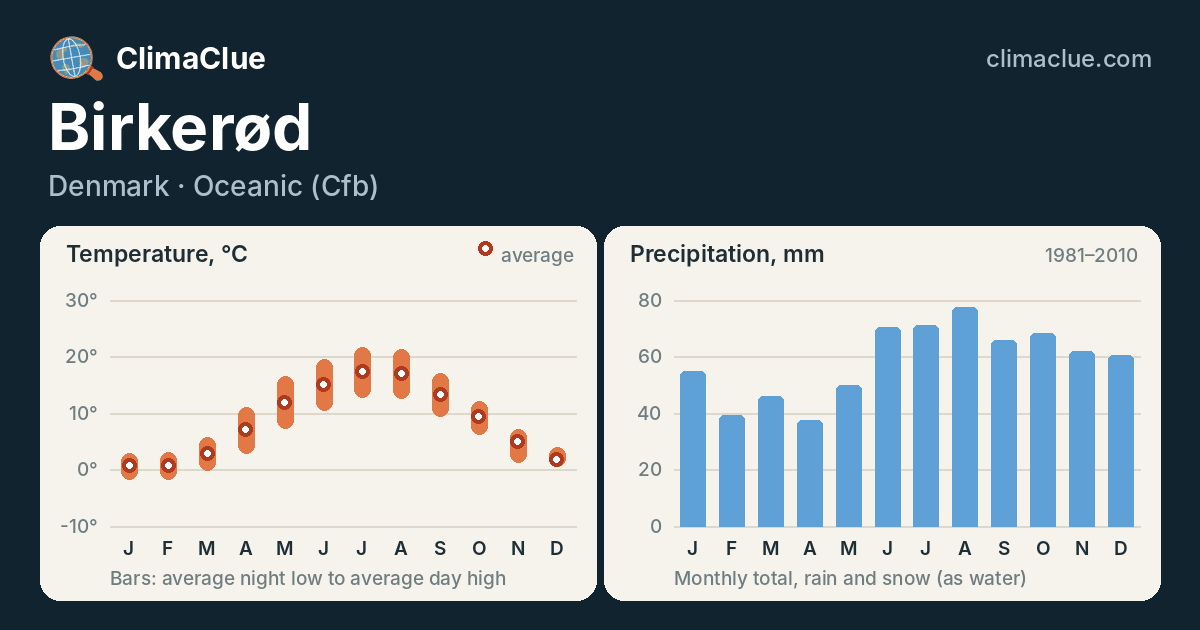 ClimaClue
climaclue.com
Birkerød
Denmark · Oceanic (Cfb)
Temperature, °C
average
30°
20°
10°
0°
-10°
J F M A M J J A S O N D
Bars: average night low to average day high
Precipitation, mm
1981–2010
80
60
40
20
0
J F M A M J J A S O N D
Monthly total, rain and snow (as water)